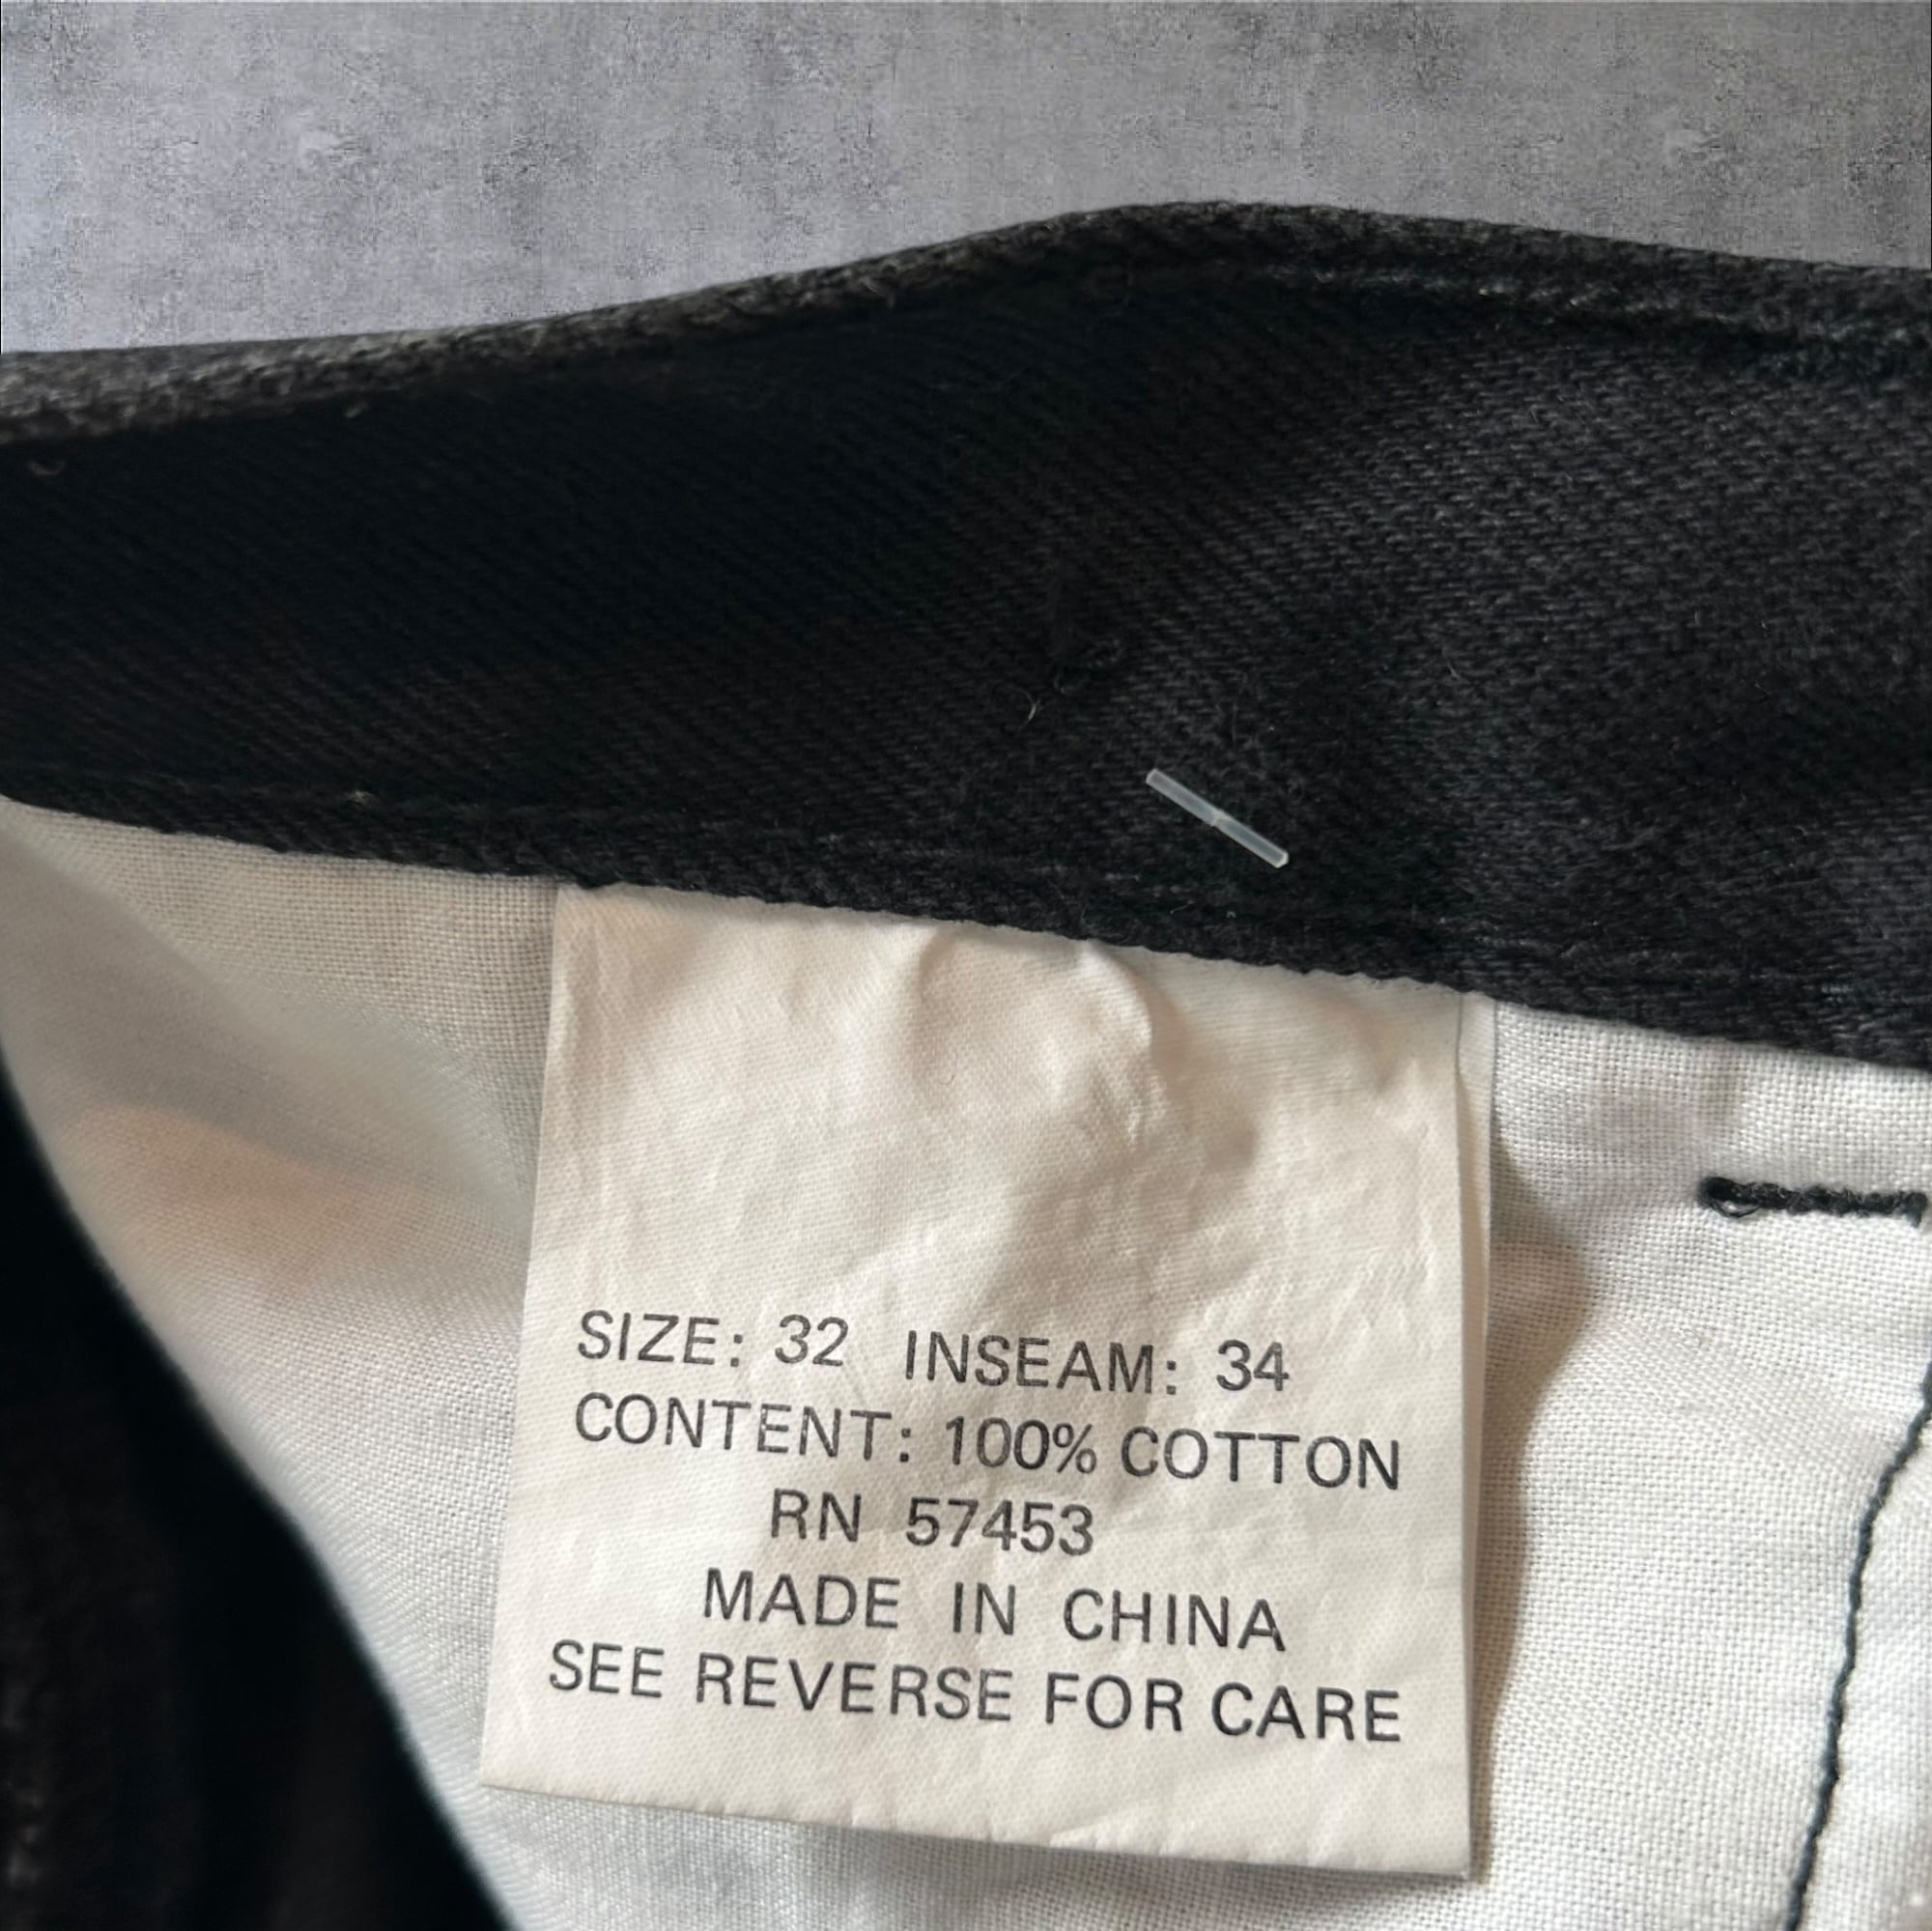 SIZE: 32 INSEAM: 34
CONTENT: 100% COTTON
RN 57453
MADE IN CHINA
SEE REVERSE FOR CARE